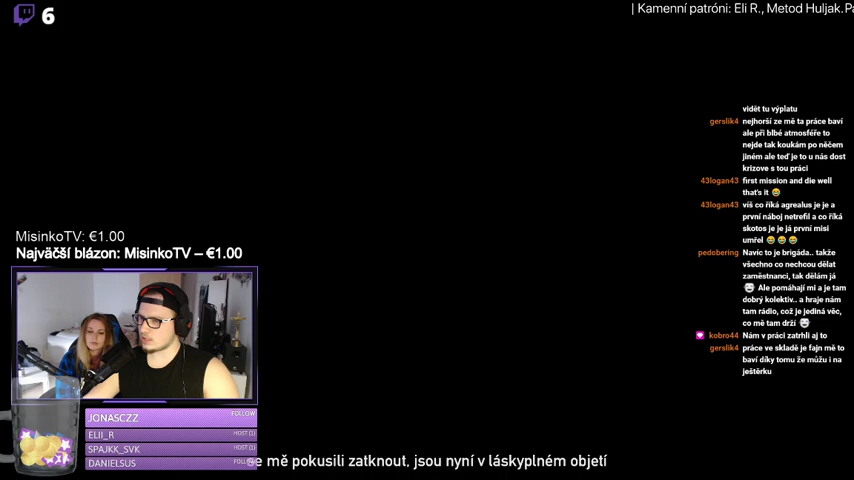 6
| Kamenní patróni: Eli R., Metod Huljak.Pa
vidět tu výplatu
gerslik4 nejhorší ze mě ta práce baví
ale při blbé atmosféře to
nejde tak koukám po něčem
jiném ale teď je to u nás dost
krizove s tou práci
43logan43 first mission and die well
that's it 😂
43logan43 víš co říká agrealus je je a
první náboj netrefil a co říká
skotos je je já první misi
umřel 😂😂😂
pedobering Navíc to je brigáda.. takže
všechno co nechcou dělat
zaměstnanci, tak dělám já
Ale pomáhají mi a je tam
dobrý kolektiv.. a hraje nám
tam rádio, což je jediná věc,
co mě tam drží
kobro44 Nám v práci zatrhli aj to
gerslik4 práce ve skladě je fajn mě to
baví díky tomu že můžu i na
ještěrku
MisinkoTV: €1.00
Najväčší blázon: MisinkoTV – €1.00
JONASCZZ FOLLOW
ELII_R HOST (1)
SPAJKK_SVK HOST (1)
DANIELSUS FOLL
se mě pokusili zatknout, jsou nyní v láskyplném objetí